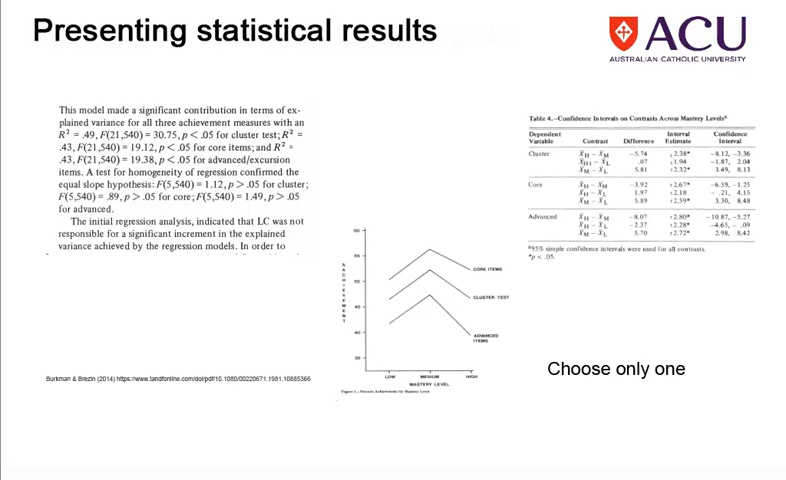 Presenting statistical results
ACU
AUSTRALIAN CATHOLIC UNIVERSITY
This model made a significant contribution in terms of ex-
plained variance for all three achievement measures with an
R² = .49, F(21,540) = 30.75, p < .05 for cluster test; R² =
.43, F(21,540) = 19.12, p < .05 for core items; and R² =
.43, F(21,540) = 19.38, p < .05 for advanced/excursion
items. A test for homogeneity of regression confirmed the
equal slope hypothesis: F(5,540) = 1.12, p > .05 for cluster;
F(5,540) = .89, p > .05 for core; F(5,540) = 1.49, p > .05
for advanced.
The initial regression analysis, indicated that LC was not
responsible for a significant increment in the explained
variance achieved by the regression models. In order to
Table 4.—Confidence Intervals on Contrasts Across Mastery Levelsª
Dependent Variable Contrast Difference Interval Estimate Confidence Interval
Cluster X̄H – X̄M –5.74 ±2.38* –8.12, –3.36
X̄H – X̄L .07 ±1.94 –1.87, 2.04
X̄M – X̄L 5.81 ±2.32* 3.49, 8.13
Core X̄H – X̄M –3.92 ±2.67* –6.59, –1.25
X̄H – X̄L 1.97 ±2.18 – .21, 4.15
X̄M – X̄L 5.89 ±2.59* 3.30, 8.48
Advanced X̄H – X̄M –8.07 ±2.80* –10.87, –5.27
X̄H – X̄L –2.37 ±2.28* –4.65, – .09
X̄M – X̄L 5.70 ±2.72* 2.98, 8.42
ª95% simple confidence intervals were used for all contrasts.
*p < .05.
ACHIEVEMENT
CORE ITEMS
CLUSTER TEST
ADVANCED
ITEMS
LOW MEDIUM HIGH
MASTERY LEVEL
Figure 1.—Percent Achievement by Mastery Level
Choose only one
Burkman & Brezin (2014) https://www.tandfonline.com/doi/pdf/10.1080/00220671.1981.10885366